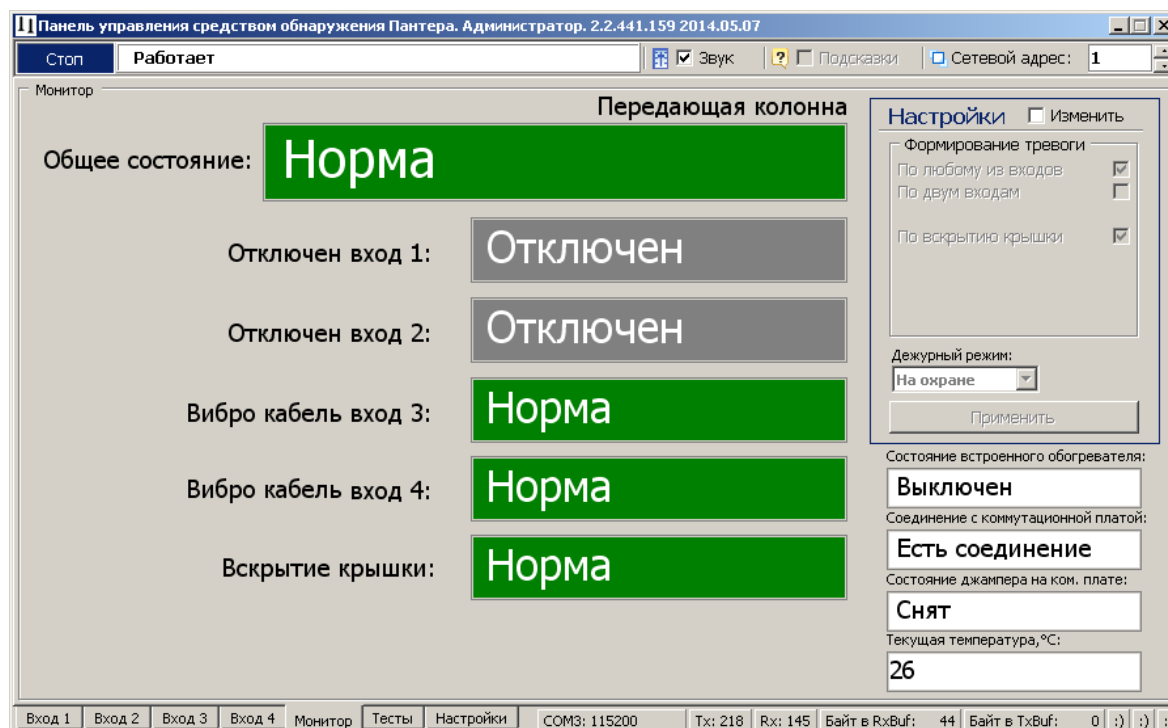 Панель управления средством обнаружения Пантера. Администратор. 2.2.441.159 2014.05.07
Стоп Работает Звук Подсказки Сетевой адрес: 1
Монитор
Передающая колонна
Общее состояние: Норма
Отключен вход 1: Отключен
Отключен вход 2: Отключен
Вибро кабель вход 3: Норма
Вибро кабель вход 4: Норма
Вскрытие крышки: Норма
Настройки Изменить
Формирование тревоги
По любому из входов
По двум входам
По вскрытию крышки
Дежурный режим:
На охране
Применить
Состояние встроенного обогревателя:
Выключен
Соединение с коммутационной платой:
Есть соединение
Состояние джампера на ком. плате:
Снят
Текущая температура,°С:
26
Вход 1 Вход 2 Вход 3 Вход 4 Монитор Тесты Настройки COM3: 115200 Tx: 218 Rx: 145 Байт в RxBuf: 44 Байт в TxBuf: 0 :) :) :